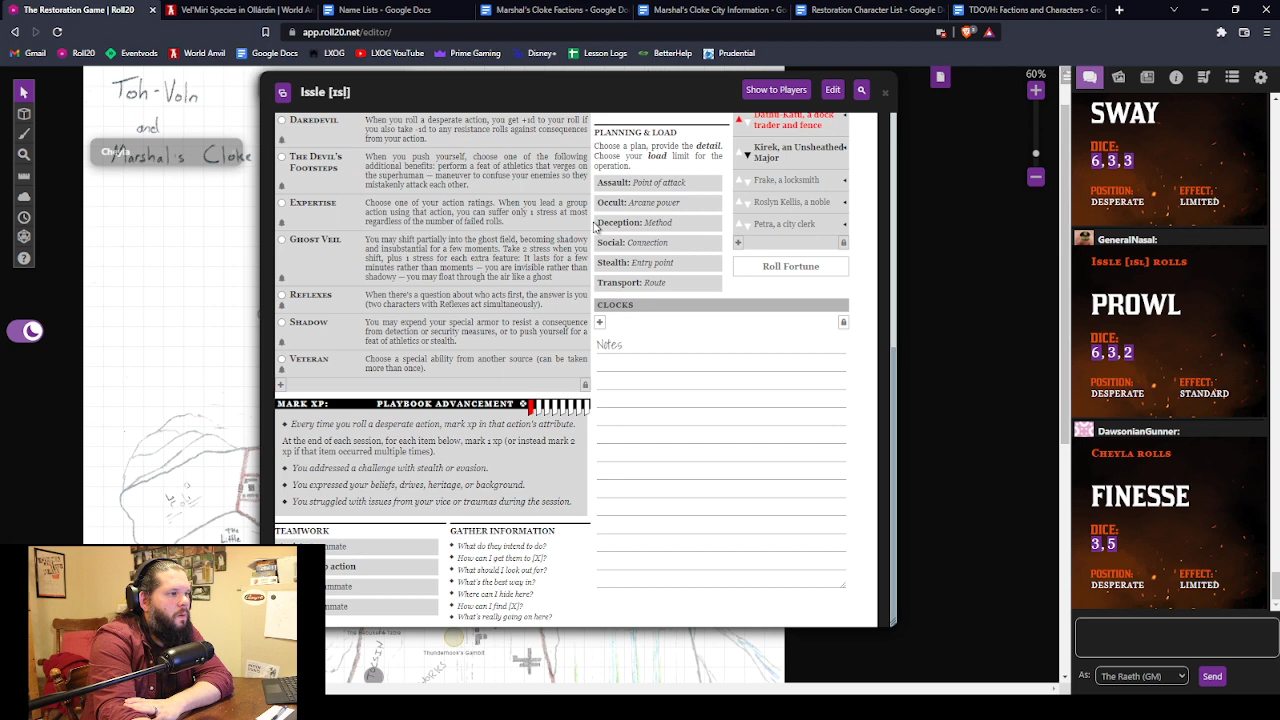 The Restoration Game | Roll20
Vel'Miri Species in Ollárdin | World A
Name Lists - Google Docs
Marshal's Cloke Factions - Google Do
Marshal's Cloke City Information - Go
Restoration Character List - Google D
TDOVH: Factions and Characters - Go
app.roll20.net/editor/
Gmail
Roll20
Eventvods
World Anvil
Google Docs
LXOG
LXOG YouTube
Prime Gaming
Disney+
Lesson Logs
BetterHelp
Prudential
Toh-Voln
and
Marshal's Cloke
Cheyla
Issle [ɪsl]
Show to Players
Edit
60%
DAREDEVIL
When you roll a desperate action, you get +1d to your roll if
you also take -1d to any resistance rolls against consequences
from your action.
THE DEVIL'S
FOOTSTEPS
When you push yourself, choose one of the following
additional benefits: perform a feat of athletics that verges on
the superhuman — maneuver to confuse your enemies so they
mistakenly attack each other.
EXPERTISE
Choose one of your action ratings. When you lead a group
action using that action, you can suffer only 1 stress at most
regardless of the number of failed rolls.
GHOST VEIL
You may shift partially into the ghost field, becoming shadowy
and insubstantial for a few moments. Take 2 stress when you
shift, plus 1 stress for each extra feature: It lasts for a few
minutes rather than moments — you are invisible rather than
shadowy — you may float through the air like a ghost
REFLEXES
When there's a question about who acts first, the answer is you
(two characters with Reflexes act simultaneously).
SHADOW
You may expend your special armor to resist a consequence
from detection or security measures, or to push yourself for a
feat of athletics or stealth.
VETERAN
Choose a special ability from another source (can be taken
more than once).
MARK XP:
PLAYBOOK ADVANCEMENT
Every time you roll a desperate action, mark xp in that action's attribute.
At the end of each session, for each item below, mark 1 xp (or instead mark 2
xp if that item occurred multiple times).
You addressed a challenge with stealth or evasion.
You expressed your beliefs, drives, heritage, or background.
You struggled with issues from your vice or traumas during the session.
TEAMWORK
GATHER INFORMATION
What do they intend to do?
How can I get them to [X]?
What should I look out for?
What's the best way in?
Where can I hide here?
How can I find [X]?
What's really going on here?
PLANNING & LOAD
Choose a plan, provide the detail.
Choose your load limit for the
operation.
Assault: Point of attack
Occult: Arcane power
Deception: Method
Social: Connection
Stealth: Entry point
Transport: Route
Dathu-Katu, a dock
trader and fence
Kirek, an Unsheathed
Major
Frake, a locksmith
Roslyn Kellis, a noble
Petra, a city clerk
Roll Fortune
CLOCKS
Notes
Thundernook's Gambit
SWAY
DICE:
6, 3, 3
POSITION:
DESPERATE
EFFECT:
LIMITED
GeneralNasal:
ISSLE [ɪSL] ROLLS
PROWL
DICE:
6, 3, 2
POSITION:
DESPERATE
EFFECT:
STANDARD
DawsonianGunner:
CHEYLA ROLLS
FINESSE
DICE:
3, 5
POSITION:
DESPERATE
EFFECT:
LIMITED
As:
The Raeth (GM)
Send